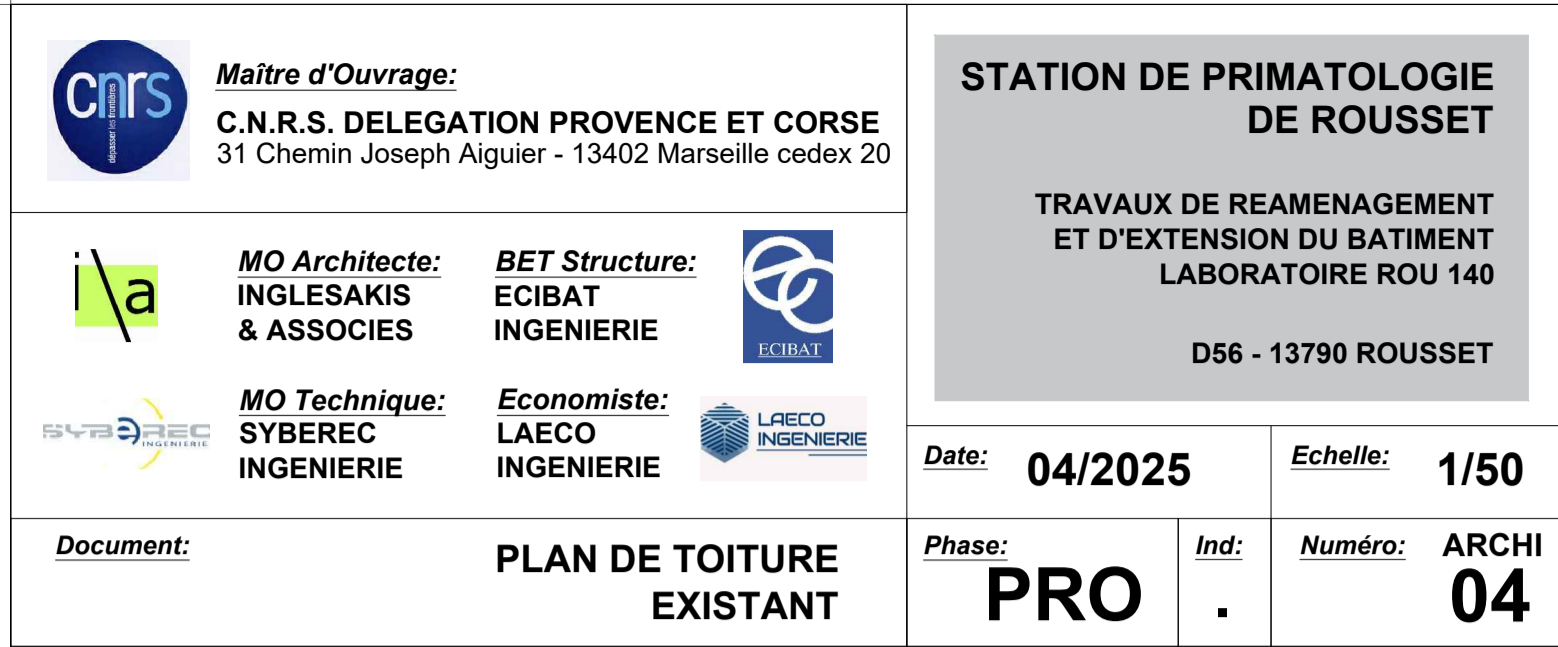 cnrs
dépasser les frontières
Maître d'Ouvrage:
C.N.R.S. DELEGATION PROVENCE ET CORSE
31 Chemin Joseph Aiguier - 13402 Marseille cedex 20
i\a
MO Architecte:
INGLESAKIS
& ASSOCIES
BET Structure:
ECIBAT
INGENIERIE
ECIBAT
SYBEREC
INGENIERIE
MO Technique:
SYBEREC
INGENIERIE
Economiste:
LAECO
INGENIERIE
LAECO
INGENIERIE
STATION DE PRIMATOLOGIE
DE ROUSSET
TRAVAUX DE REAMENAGEMENT
ET D'EXTENSION DU BATIMENT
LABORATOIRE ROU 140
D56 - 13790 ROUSSET
Date: 04/2025
Echelle: 1/50
Document:
PLAN DE TOITURE
EXISTANT
Phase:
PRO
Ind:
.
Numéro: ARCHI
04